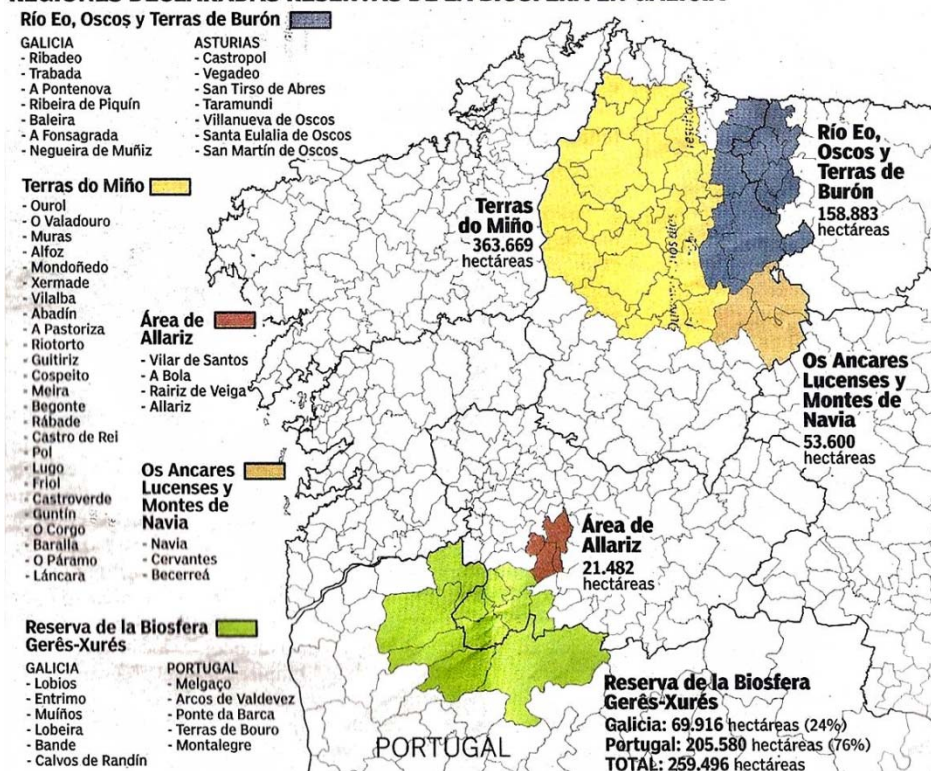 Río Eo, Oscos y Terras de Burón
GALICIA
- Ribadeo
- Trabada
- A Pontenova
- Ribeira de Piquín
- Baleira
- A Fonsagrada
- Negueira de Muñiz
ASTURIAS
- Castropol
- Vegadeo
- San Tirso de Abres
- Taramundi
- Villanueva de Oscos
- Santa Eulalia de Oscos
- San Martín de Oscos
Terras do Miño
- Ourol
- O Valadouro
- Muras
- Alfoz
- Mondoñedo
- Xermade
- Vilalba
- Abadín
- A Pastoriza
- Riotorto
- Guitiriz
- Cospeito
- Meira
- Begonte
- Rábade
- Castro de Rei
- Pol
- Lugo
- Friol
- Castroverde
- Guntín
- O Corgo
- Baralla
- O Páramo
- Láncara
Área de
Allariz
- Vilar de Santos
- A Bola
- Rairiz de Veiga
- Allariz
Os Ancares
Lucenses y
Montes de
Navia
- Navia
- Cervantes
- Becerreá
Reserva de la Biosfera
Gerês-Xurés
GALICIA
- Lobios
- Entrimo
- Muíños
- Lobeira
- Bande
- Calvos de Randín
PORTUGAL
- Melgaço
- Arcos de Valdevez
- Ponte da Barca
- Terras de Bouro
- Montalegre
Terras
do Miño
363.669
hectáreas
Río Eo,
Oscos y
Terras de
Burón
158.883
hectáreas
Os Ancares
Lucenses y
Montes de
Navia
53.600
hectáreas
Área de
Allariz
21.482
hectáreas
Reserva de la Biosfera
Gerês-Xurés
Galicia: 69.916 hectáreas (24%)
Portugal: 205.580 hectáreas (76%)
TOTAL: 259.496 hectáreas
PORTUGAL